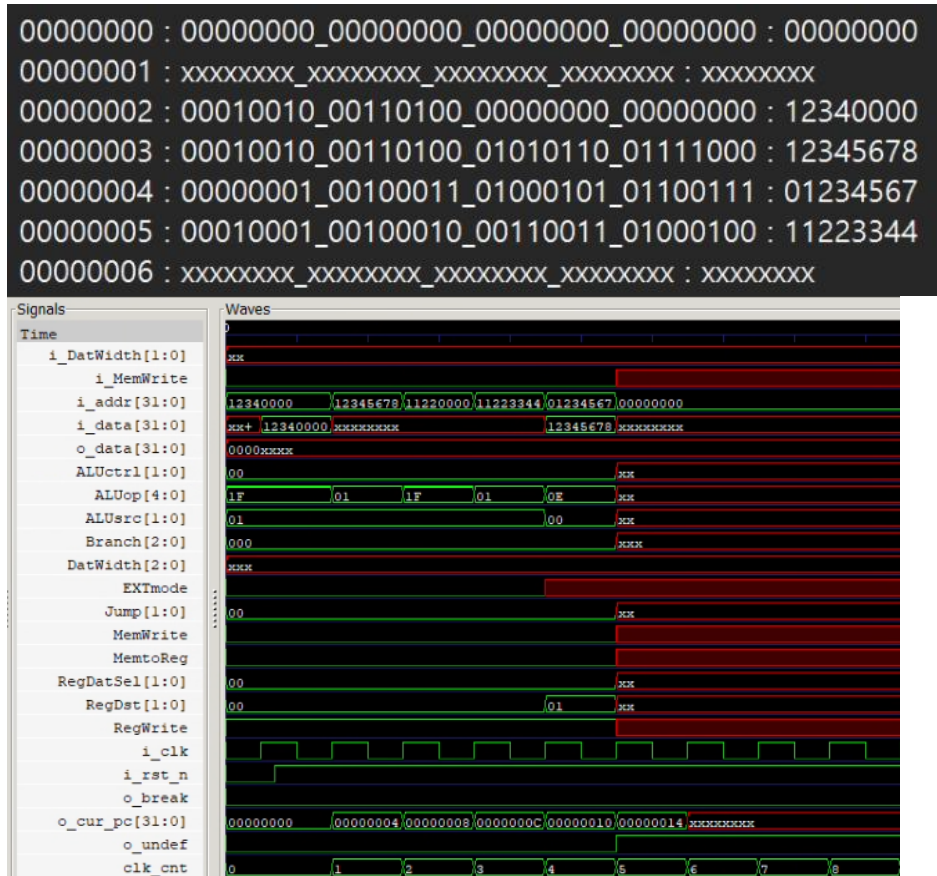 00000000 : 00000000_00000000_00000000_00000000 : 00000000
00000001 : xxxxxxxx_xxxxxxxx_xxxxxxxx_xxxxxxxx : xxxxxxxx
00000002 : 00010010_00110100_00000000_00000000 : 12340000
00000003 : 00010010_00110100_01010110_01111000 : 12345678
00000004 : 00000001_00100011_01000101_01100111 : 01234567
00000005 : 00010001_00100010_00110011_01000100 : 11223344
00000006 : xxxxxxxx_xxxxxxxx_xxxxxxxx_xxxxxxxx : xxxxxxxx
Signals Waves
Time 0
i_DatWidth[1:0] xx
i_MemWrite
i_addr[31:0] 12340000 12345678 11220000 11223344 01234567 00000000
i_data[31:0] xx+ 12340000 xxxxxxxx 12345678 xxxxxxxx
o_data[31:0] 0000xxxx
ALUctrl[1:0] 00 xx
ALUop[4:0] 1F 01 1F 01 0E xx
ALUsrc[1:0] 01 00 xx
Branch[2:0] 000 xxx
DatWidth[2:0] xxx
EXTmode
Jump[1:0] 00 xx
MemWrite
MemtoReg
RegDatSel[1:0] 00 xx
RegDst[1:0] 00 01 xx
RegWrite
i_clk
i_rst_n
o_break
o_cur_pc[31:0] 00000000 00000004 00000008 0000000C 00000010 00000014 xxxxxxxx
o_undef
clk_cnt 0 1 2 3 4 5 6 7 8